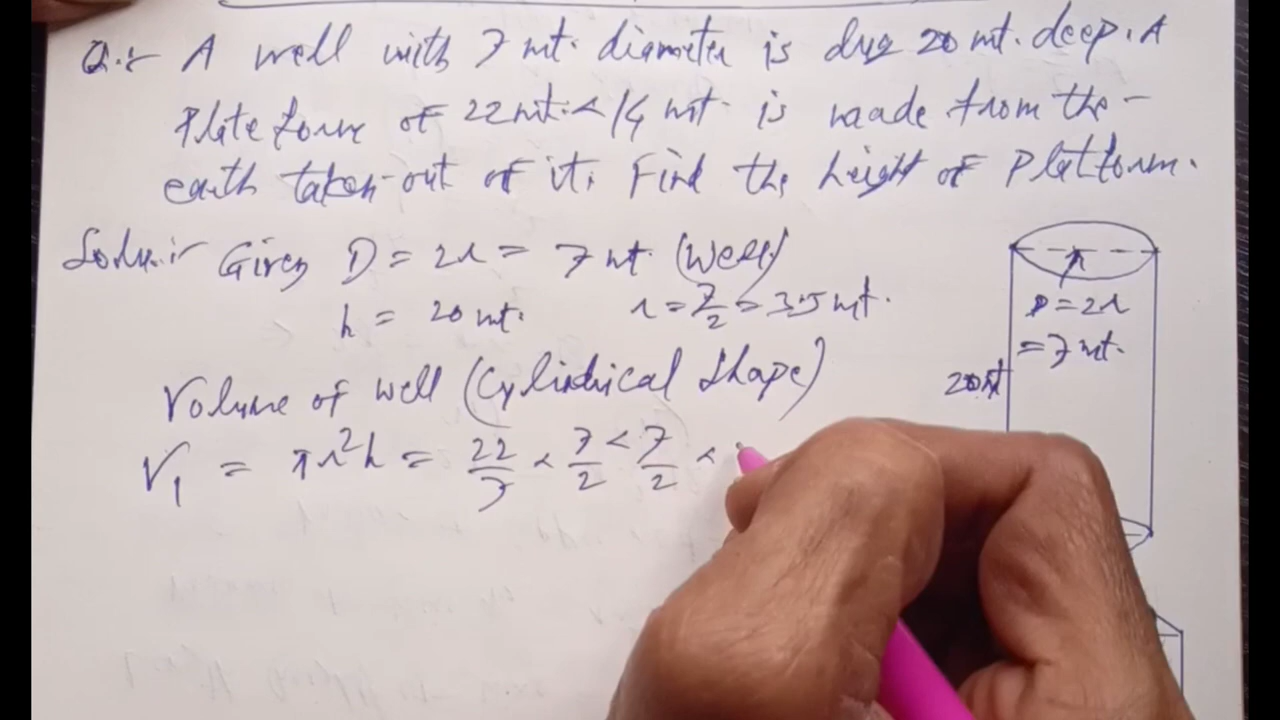 Q.:- A well with 7 mt. diameter is dug 20 mt. deep. A
Plateform of 22 mt. × 14 mt. is made from the -
earth taken-out of it. Find the height of Platform.
Soln.:- Given D = 2r = 7 mt. (Well)
h = 20 mt. r = 7/2 = 3.5 mt.
Volume of well (Cylindrical Shape)
V₁ = πr²h = 22/7 × 7/2 × 7/2 ×
r
D = 2r
= 7 mt.
20 mt